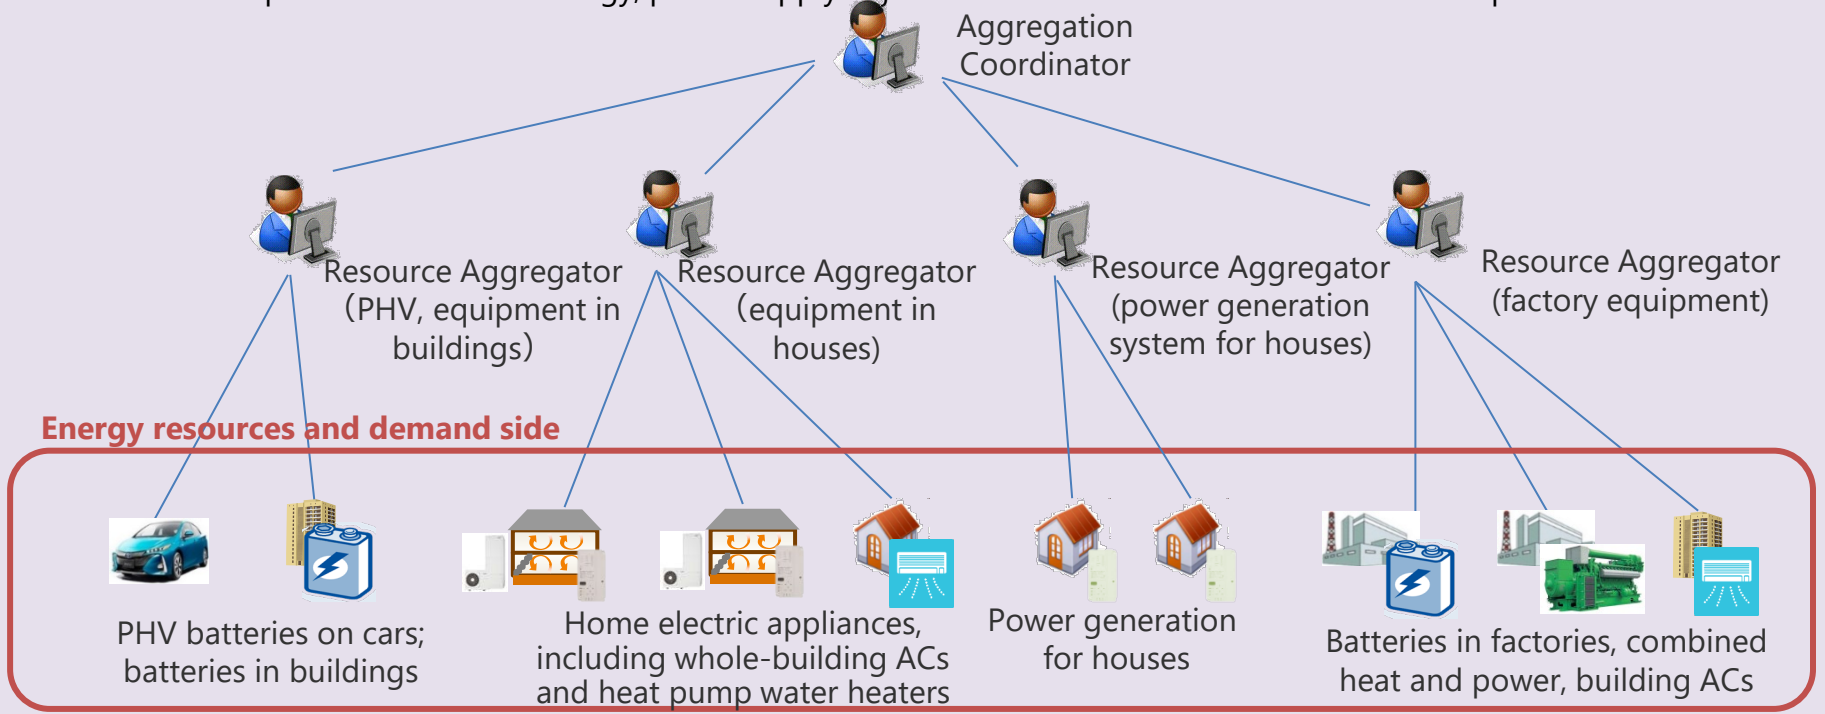 Aggregation
Coordinator
Resource Aggregator
（PHV, equipment in
buildings）
Resource Aggregator
（equipment in
houses)
Resource Aggregator
(power generation
system for houses)
Resource Aggregator
(factory equipment)
Energy resources and demand side
PHV batteries on cars;
batteries in buildings
Home electric appliances,
including whole-building ACs
and heat pump water heaters
Power generation
for houses
Batteries in factories, combined
heat and power, building ACs